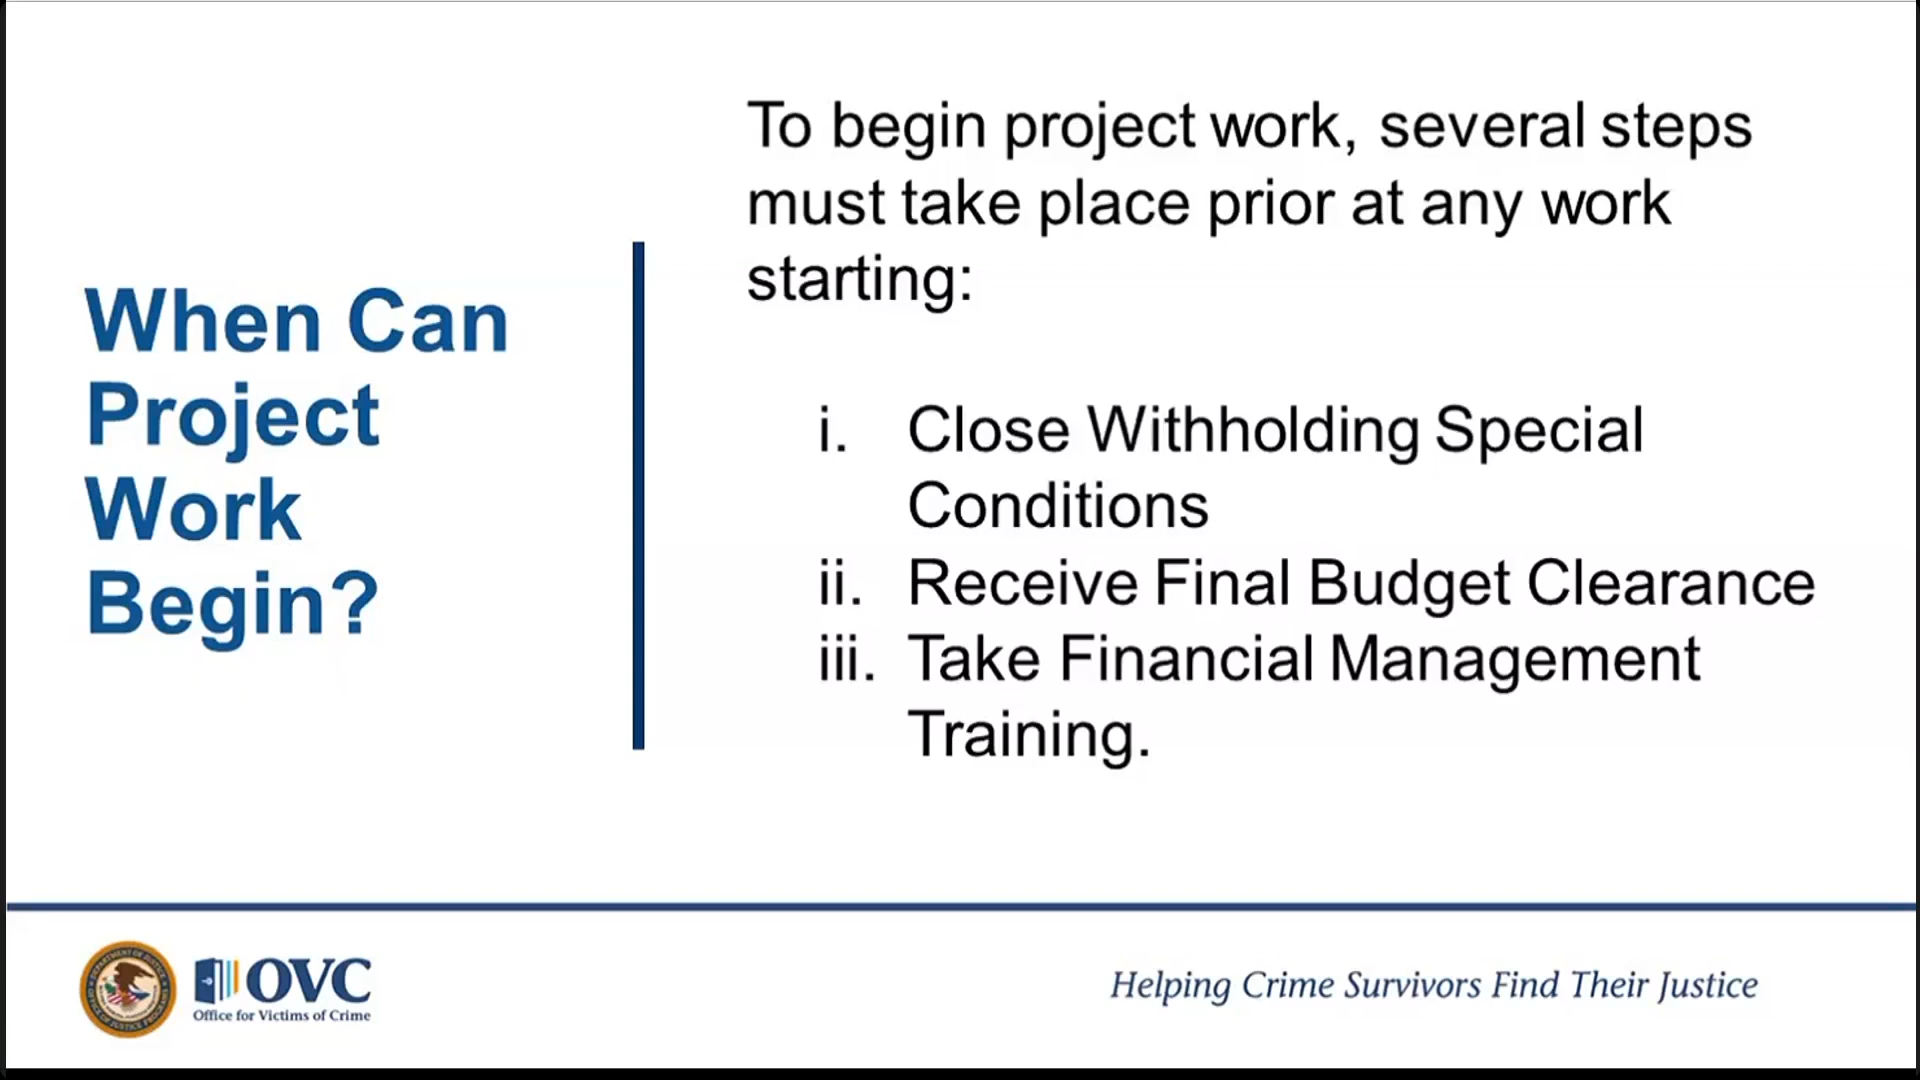 When Can
Project
Work
Begin?
To begin project work, several steps
must take place prior at any work
starting:
i. Close Withholding Special
Conditions
ii. Receive Final Budget Clearance
iii. Take Financial Management
Training.
OVC
Office for Victims of Crime
Helping Crime Survivors Find Their Justice